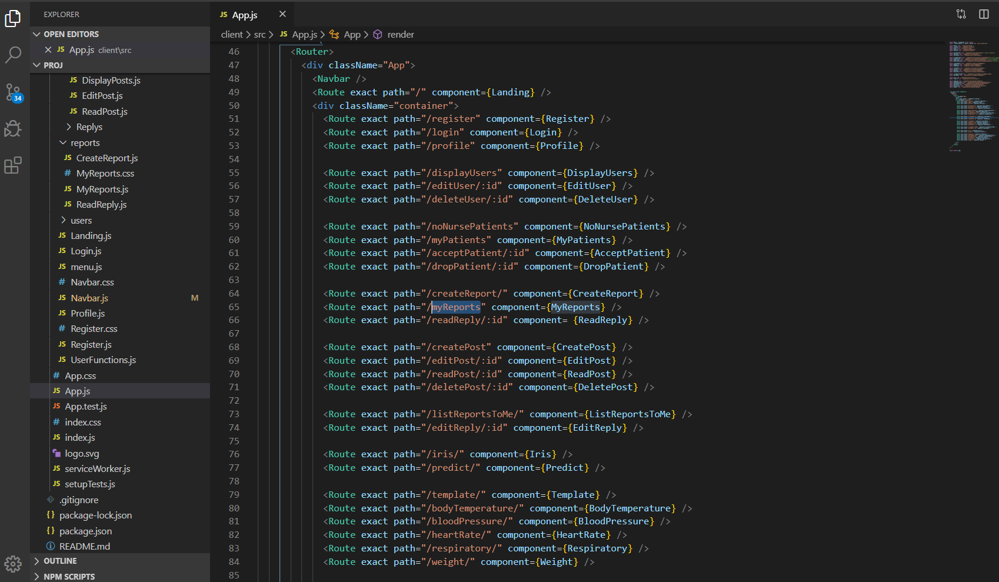 EXPLORER
OPEN EDITORS
JS App.js client\src
PROJ
JS DisplayPosts.js
JS EditPost.js
JS ReadPost.js
Replys
reports
JS CreateReport.js
# MyReports.css
JS MyReports.js
JS ReadReply.js
users
JS Landing.js
JS Login.js
JS menu.js
# Navbar.css
JS Navbar.js M
JS Profile.js
# Register.css
JS Register.js
JS UserFunctions.js
# App.css
JS App.js
JS App.test.js
# index.css
JS index.js
logo.svg
JS serviceWorker.js
JS setupTests.js
.gitignore
{} package-lock.json
{} package.json
README.md
OUTLINE
NPM SCRIPTS
34
JS App.js
client > src > JS App.js > App > render
46 <Router>
47 <div className="App">
48 <Navbar />
49 <Route exact path="/" component={Landing} />
50 <div className="container">
51 <Route exact path="/register" component={Register} />
52 <Route exact path="/login" component={Login} />
53 <Route exact path="/profile" component={Profile} />
54
55 <Route exact path="/displayUsers" component={DisplayUsers} />
56 <Route exact path="/editUser/:id" component={EditUser} />
57 <Route exact path="/deleteUser/:id" component={DeleteUser} />
58
59 <Route exact path="/noNursePatients" component={NoNursePatients} />
60 <Route exact path="/myPatients" component={MyPatients} />
61 <Route exact path="/acceptPatient/:id" component={AcceptPatient} />
62 <Route exact path="/dropPatient/:id" component={DropPatient} />
63
64 <Route exact path="/createReport/" component={CreateReport} />
65 <Route exact path="/myReports" component={MyReports} />
66 <Route exact path="/readReply/:id" component= {ReadReply} />
67
68 <Route exact path="/createPost" component={CreatePost} />
69 <Route exact path="/editPost/:id" component={EditPost} />
70 <Route exact path="/readPost/:id" component={ReadPost} />
71 <Route exact path="/deletePost/:id" component={DeletePost} />
72
73 <Route exact path="/listReportsToMe/" component={ListReportsToMe} />
74 <Route exact path="/editReply/:id" component={EditReply} />
75
76 <Route exact path="/iris/" component={Iris} />
77 <Route exact path="/predict/" component={Predict} />
78
79 <Route exact path="/template/" component={Template} />
80 <Route exact path="/bodyTemperature/" component={BodyTemperature} />
81 <Route exact path="/bloodPressure/" component={BloodPressure} />
82 <Route exact path="/heartRate/" component={HeartRate} />
83 <Route exact path="/respiratory/" component={Respiratory} />
84 <Route exact path="/weight/" component={Weight} />
85